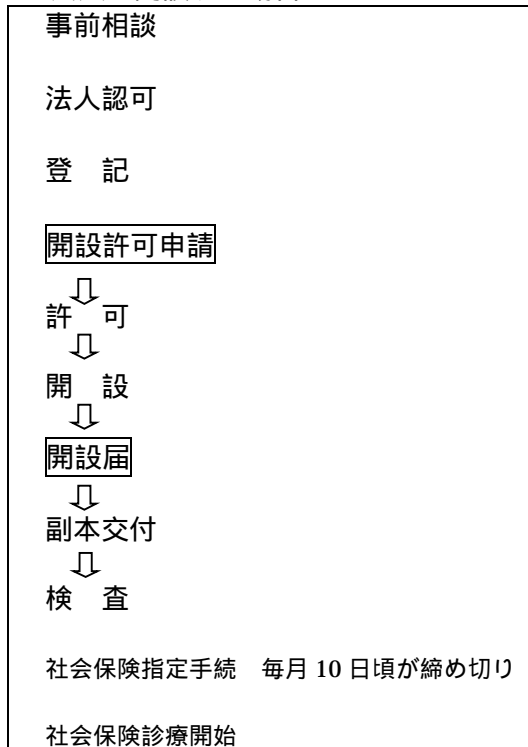 事前相談
法人認可
登　記
開設許可申請
⇩
許　可
⇩
開　設
⇩
開設届
⇩
副本交付
⇩
検　査
社会保険指定手続　毎月 10 日頃が締め切り
社会保険診療開始